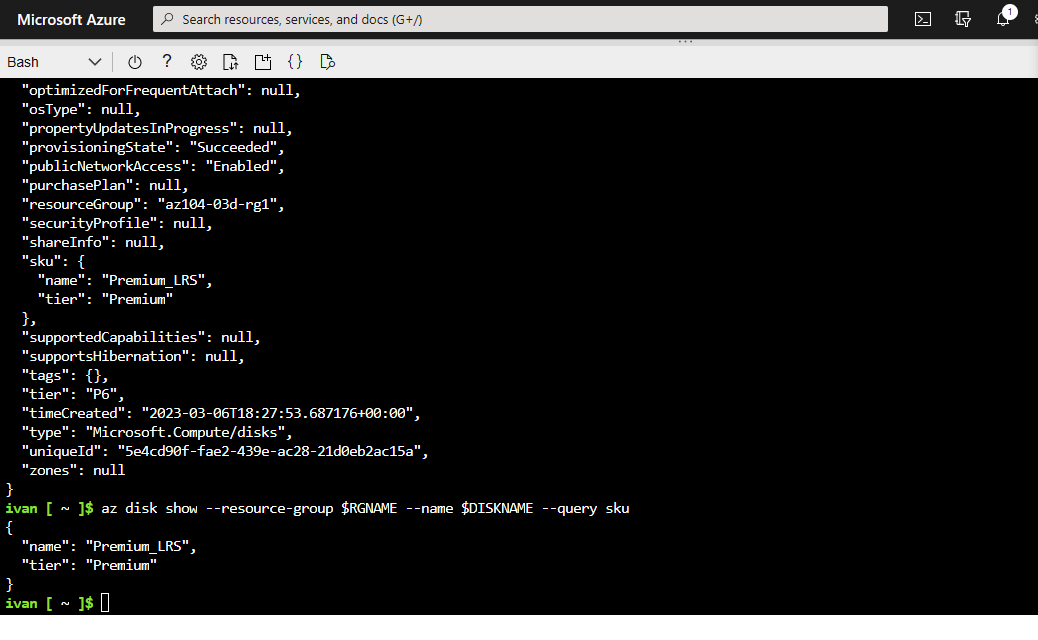 Microsoft Azure
Search resources, services, and docs (G+/)
1
Bash
?
{}
"optimizedForFrequentAttach": null,
"osType": null,
"propertyUpdatesInProgress": null,
"provisioningState": "Succeeded",
"publicNetworkAccess": "Enabled",
"purchasePlan": null,
"resourceGroup": "az104-03d-rg1",
"securityProfile": null,
"shareInfo": null,
"sku": {
"name": "Premium_LRS",
"tier": "Premium"
},
"supportedCapabilities": null,
"supportsHibernation": null,
"tags": {},
"tier": "P6",
"timeCreated": "2023-03-06T18:27:53.687176+00:00",
"type": "Microsoft.Compute/disks",
"uniqueId": "5e4cd90f-fae2-439e-ac28-21d0eb2ac15a",
"zones": null
}
ivan [ ~ ]$ az disk show --resource-group $RGNAME --name $DISKNAME --query sku
{
"name": "Premium_LRS",
"tier": "Premium"
}
ivan [ ~ ]$